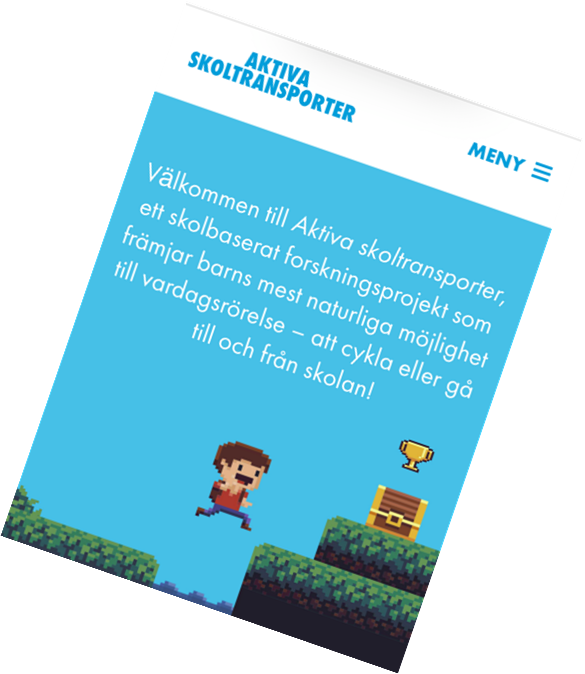 AKTIVA
SKOLTRANSPORTER
MENY
Välkommen till Aktiva skoltransporter,
ett skolbaserat forskningsprojekt som
främjar barns mest naturliga möjlighet
till vardagsrörelse – att cykla eller gå
till och från skolan!